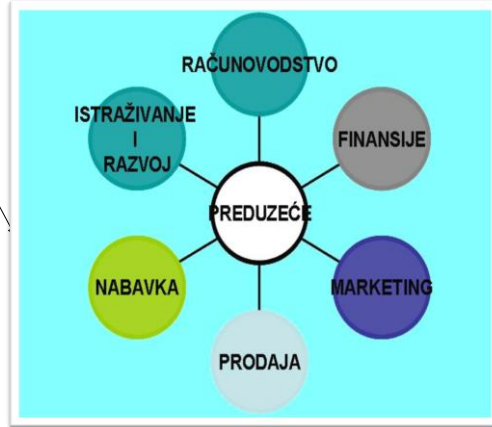 RAČUNOVODSTVO
ISTRAŽIVANJE
I
RAZVOJ
FINANSIJE
PREDUZEĆE
NABAVKA
MARKETING
PRODAJA